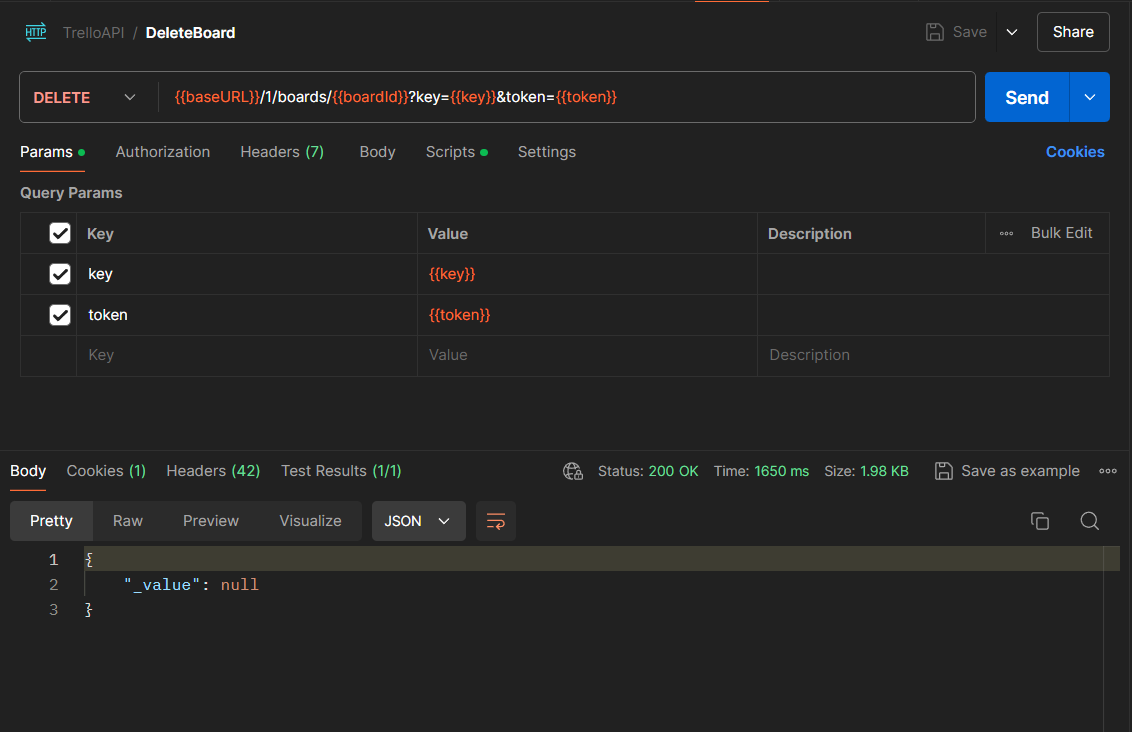 HTTP TrelloAPI / DeleteBoard Save Share
DELETE {{baseURL}}/1/boards/{{boardId}}?key={{key}}&token={{token}} Send
Params Authorization Headers (7) Body Scripts Settings Cookies
Query Params
Key Value Description Bulk Edit
key {{key}}
token {{token}}
Key Value Description
Body Cookies (1) Headers (42) Test Results (1/1) Status: 200 OK Time: 1650 ms Size: 1.98 KB Save as example
Pretty Raw Preview Visualize JSON
1 {
2 "_value": null
3 }